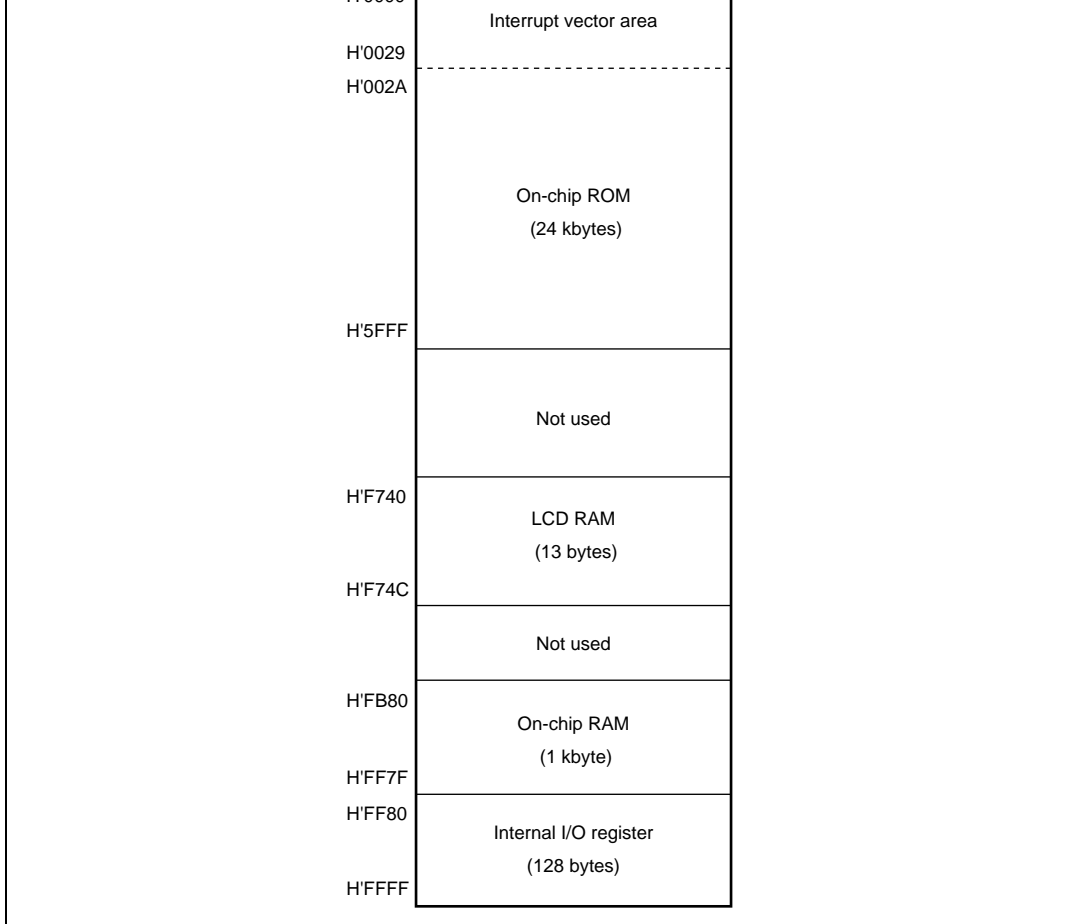 Interrupt vector area
H'0029
H'002A
On-chip ROM
(24 kbytes)
H'5FFF
Not used
H'F740
LCD RAM
(13 bytes)
H'F74C
Not used
H'FB80
On-chip RAM
(1 kbyte)
H'FF7F
H'FF80
Internal I/O register
(128 bytes)
H'FFFF